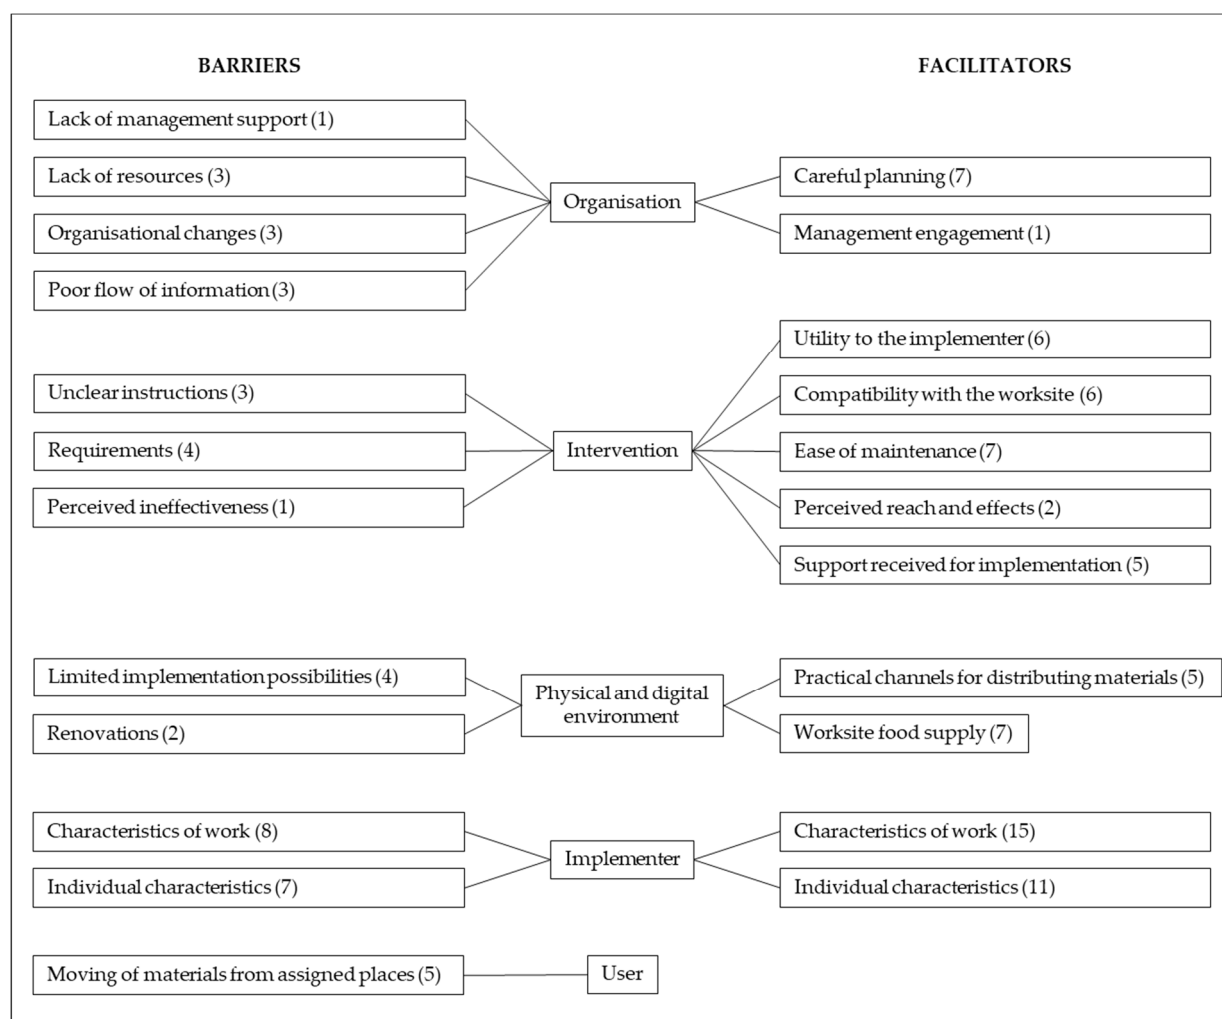 BARRIERS
FACILITATORS
Lack of management support (1)
Lack of resources (3)
Organisational changes (3)
Poor flow of information (3)
Organisation
Careful planning (7)
Management engagement (1)
Unclear instructions (3)
Requirements (4)
Perceived ineffectiveness (1)
Intervention
Utility to the implementer (6)
Compatibility with the worksite (6)
Ease of maintenance (7)
Perceived reach and effects (2)
Support received for implementation (5)
Limited implementation possibilities (4)
Renovations (2)
Physical and digital
environment
Practical channels for distributing materials (5)
Worksite food supply (7)
Characteristics of work (8)
Individual characteristics (7)
Implementer
Characteristics of work (15)
Individual characteristics (11)
Moving of materials from assigned places (5)
User